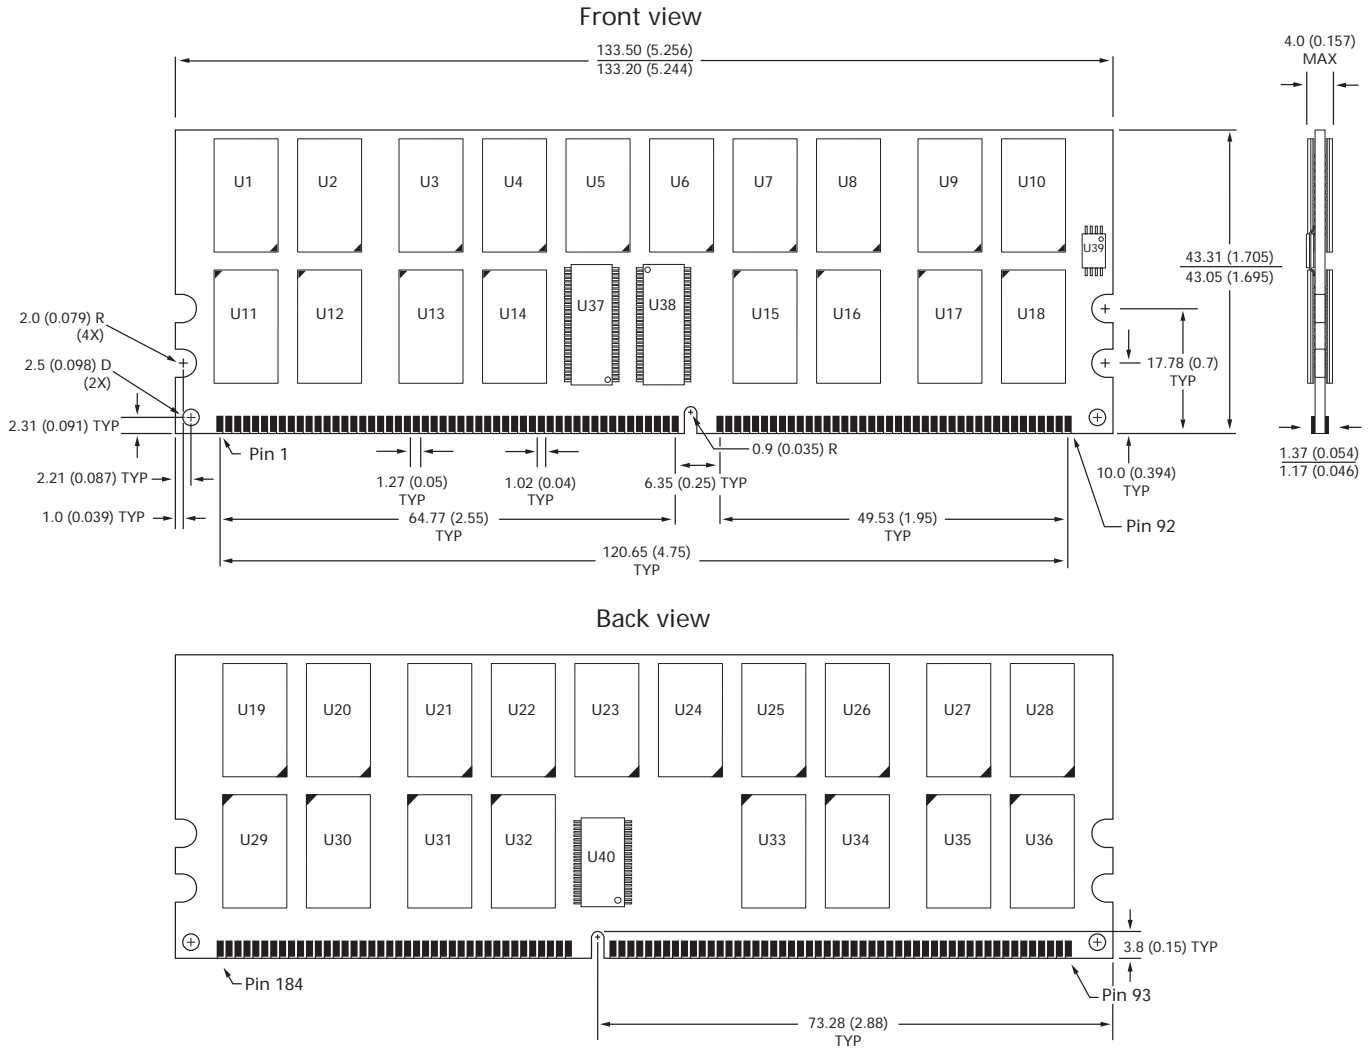 Front view
133.50 (5.256)
133.20 (5.244)
4.0 (0.157)
MAX
U1 U2 U3 U4 U5 U6 U7 U8 U9 U10
U39
43.31 (1.705)
43.05 (1.695)
U11 U12 U13 U14 U37 U38 U15 U16 U17 U18
2.0 (0.079) R
(4X)
2.5 (0.098) D
(2X)
17.78 (0.7)
TYP
2.31 (0.091) TYP
Pin 1
0.9 (0.035) R
2.21 (0.087) TYP
1.27 (0.05)
TYP
1.02 (0.04)
TYP
6.35 (0.25) TYP
10.0 (0.394)
TYP
1.37 (0.054)
1.17 (0.046)
1.0 (0.039) TYP
64.77 (2.55)
TYP
49.53 (1.95)
TYP
Pin 92
120.65 (4.75)
TYP
Back view
U19 U20 U21 U22 U23 U24 U25 U26 U27 U28
U29 U30 U31 U32 U40 U33 U34 U35 U36
3.8 (0.15) TYP
Pin 184
Pin 93
73.28 (2.88)
TYP